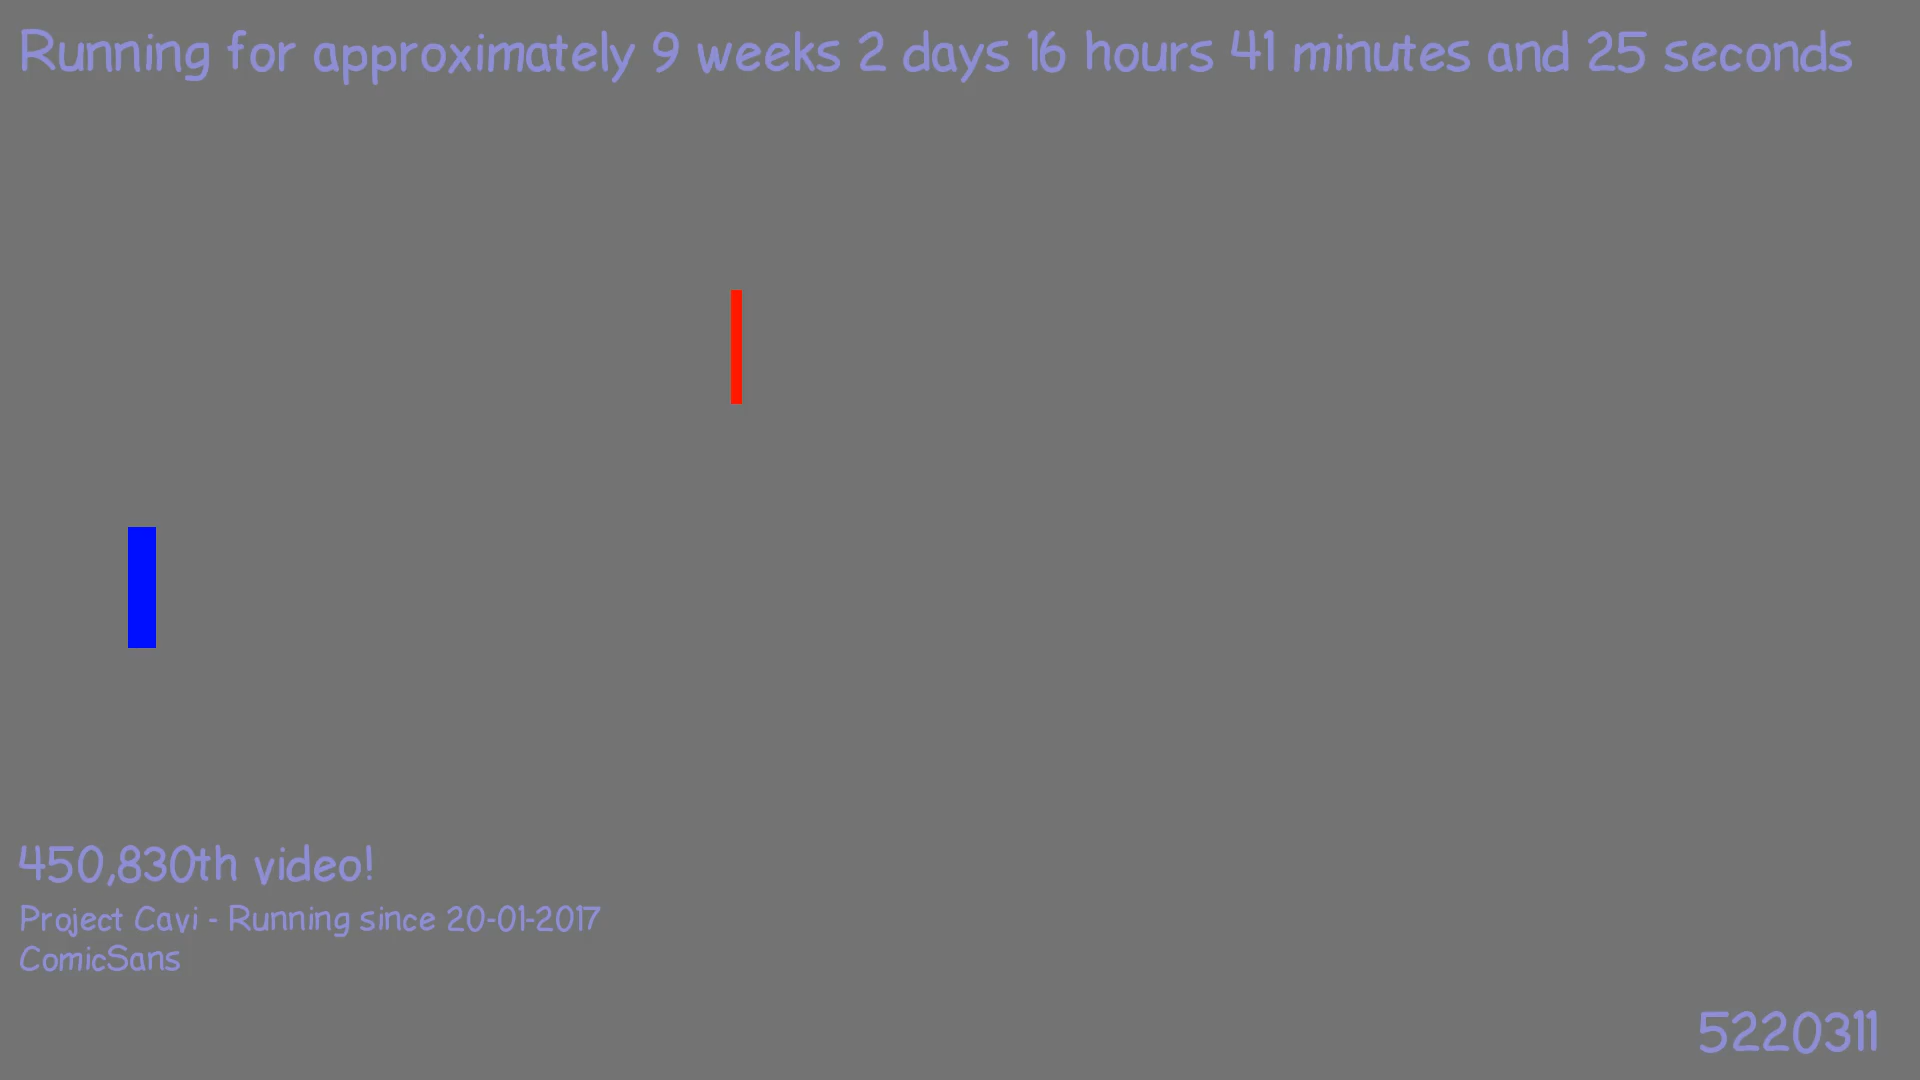 Running for approximately 9 weeks 2 days 16 hours 41 minutes and 25 seconds
450,830th video!
Project Cavi - Running since 20-01-2017
ComicSans
5220311